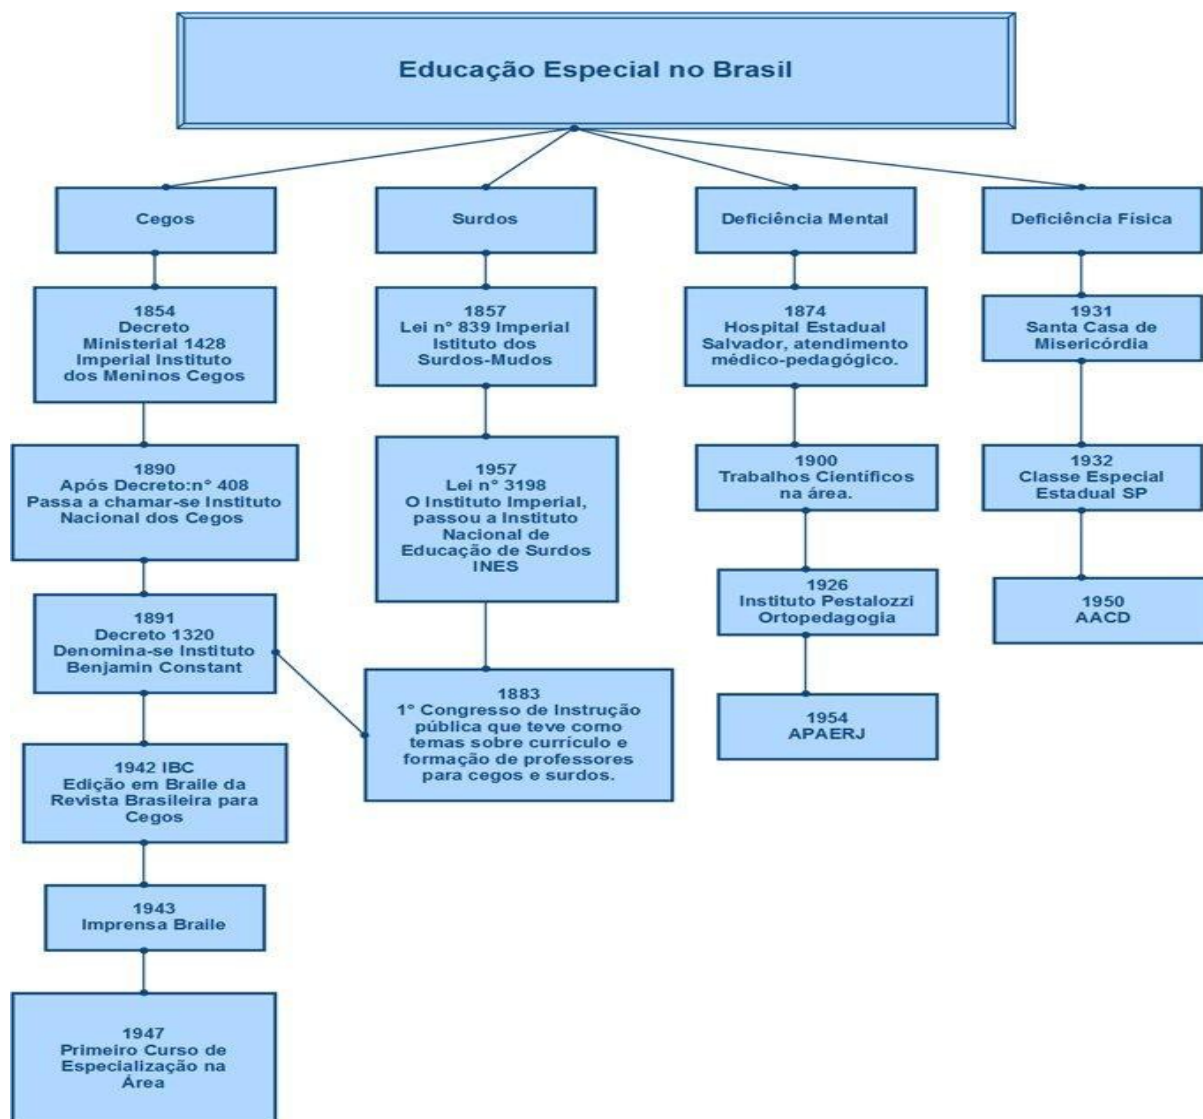 Educação Especial no Brasil
Cegos
1854
Decreto
Ministerial 1428
Imperial Instituto
dos Meninos Cegos
1890
Após Decreto:n° 408
Passa a chamar-se Instituto
Nacional dos Cegos
1891
Decreto 1320
Denomina-se Instituto
Benjamin Constant
1942 IBC
Edição em Braile da
Revista Brasileira para
Cegos
1943
Imprensa Braile
1947
Primeiro Curso de
Especialização na
Área
Surdos
1857
Lei n° 839 Imperial
Istituto dos
Surdos-Mudos
1957
Lei n° 3198
O Instituto Imperial,
passou a Instituto
Nacional de
Educação de Surdos
INES
1883
1° Congresso de Instrução
pública que teve como
temas sobre currículo e
formação de professores
para cegos e surdos.
Deficiência Mental
1874
Hospital Estadual
Salvador, atendimento
médico-pedagógico.
1900
Trabalhos Científicos
na área.
1926
Instituto Pestalozzi
Ortopedagogia
1954
APAERJ
Deficiência Física
1931
Santa Casa de
Misericórdia
1932
Classe Especial
Estadual SP
1950
AACD